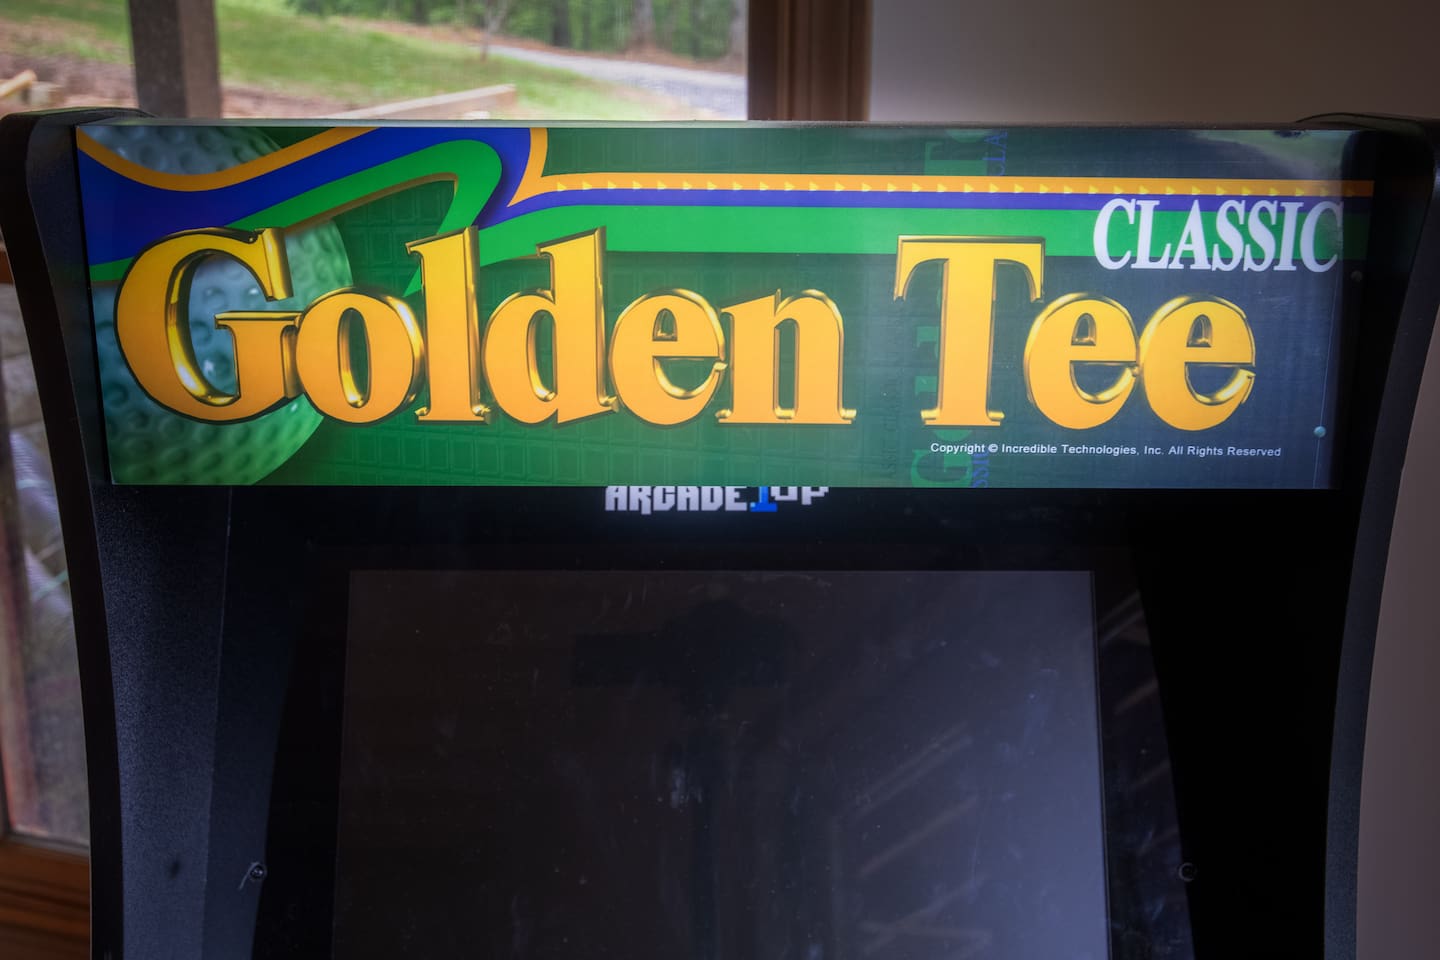 CLASSIC
Golden Tee
Copyright © Incredible Technologies, Inc. All Rights Reserved
ARCADE1UP